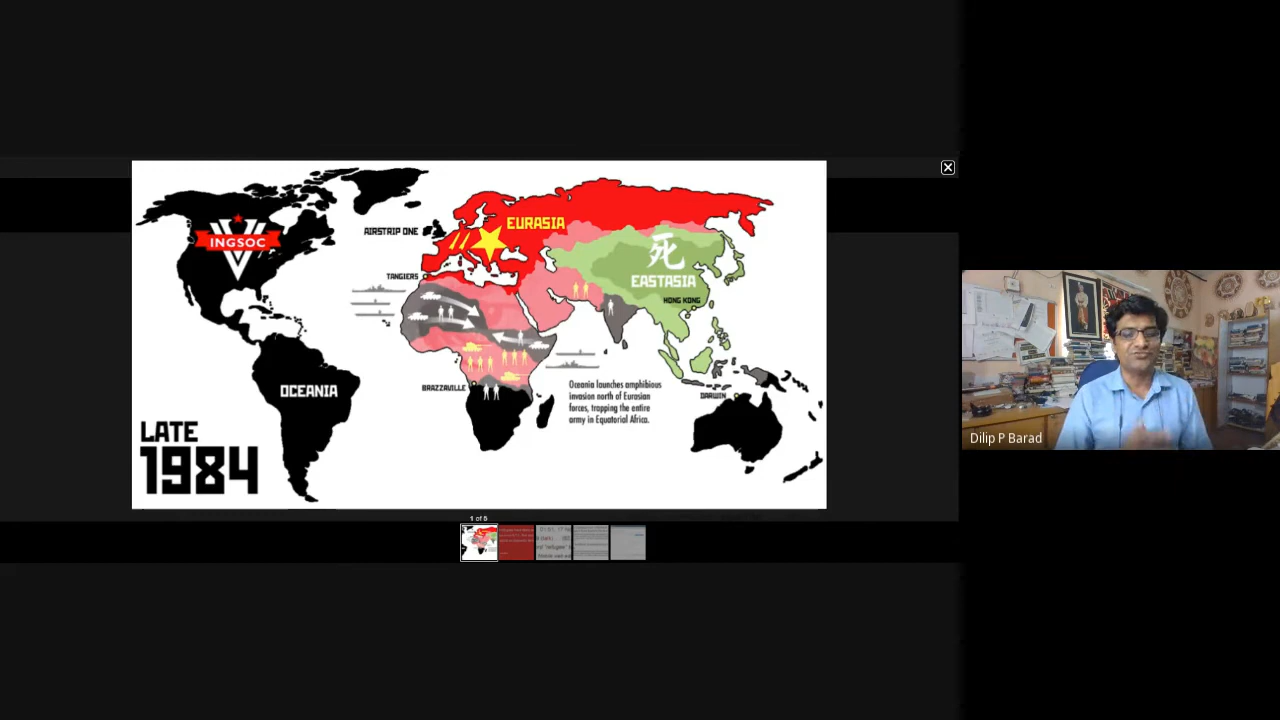 INGSOC
AIRSTRIP ONE
EURASIA
死
EASTASIA
TANGIERS
HONG KONG
BRAZZAVILLE
OCEANIA
Oceania launches amphibious
invasion north of Eurasian
forces, trapping the entire
army in Equatorial Africa.
DARWIN
LATE
1984
Dilip P Barad
1 of 5